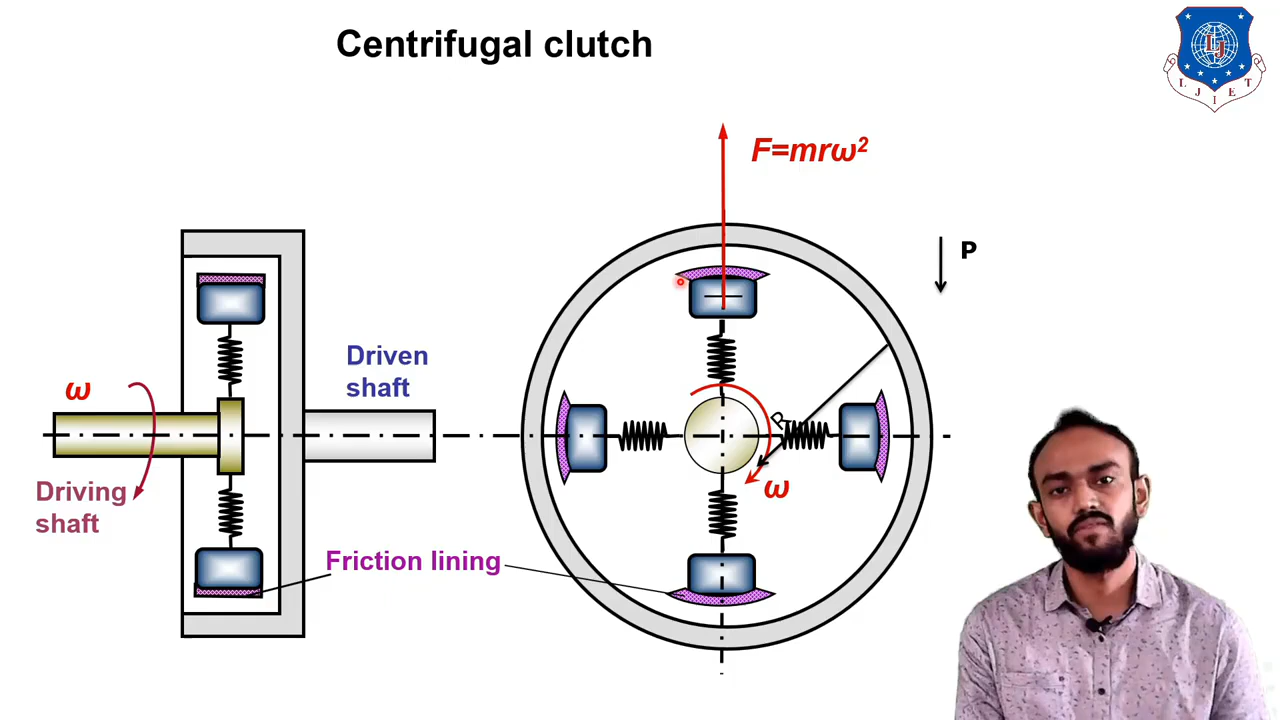 Centrifugal clutch
L J I E T
F=mrω²
P
Driven
shaft
ω
R
Driving
shaft
ω
Friction lining